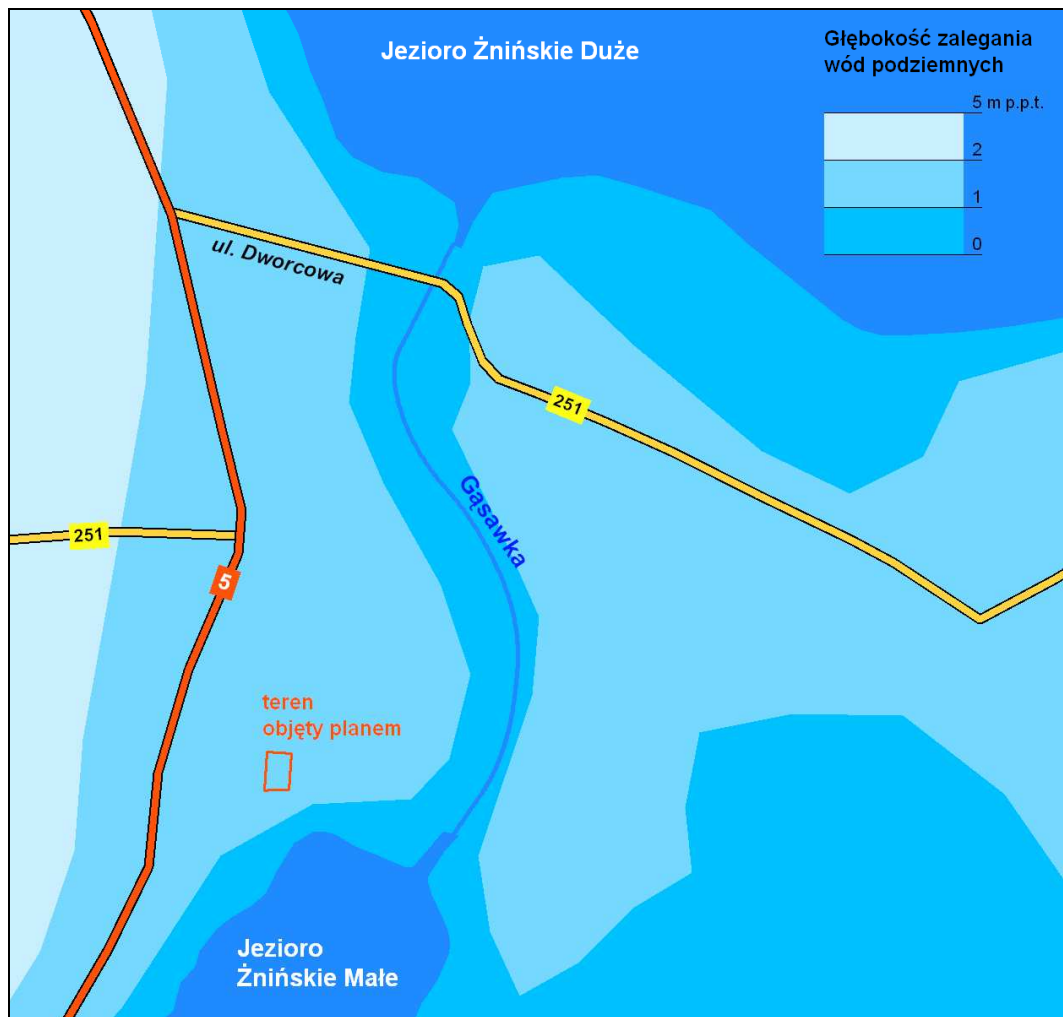 Jezioro Żnińskie Duże
Głębokość zalegania
wód podziemnych
5 m p.p.t.
2
1
0
ul. Dworcowa
251
Gąsawka
251
5
teren
objęty planem
Jezioro
Żnińskie Małe